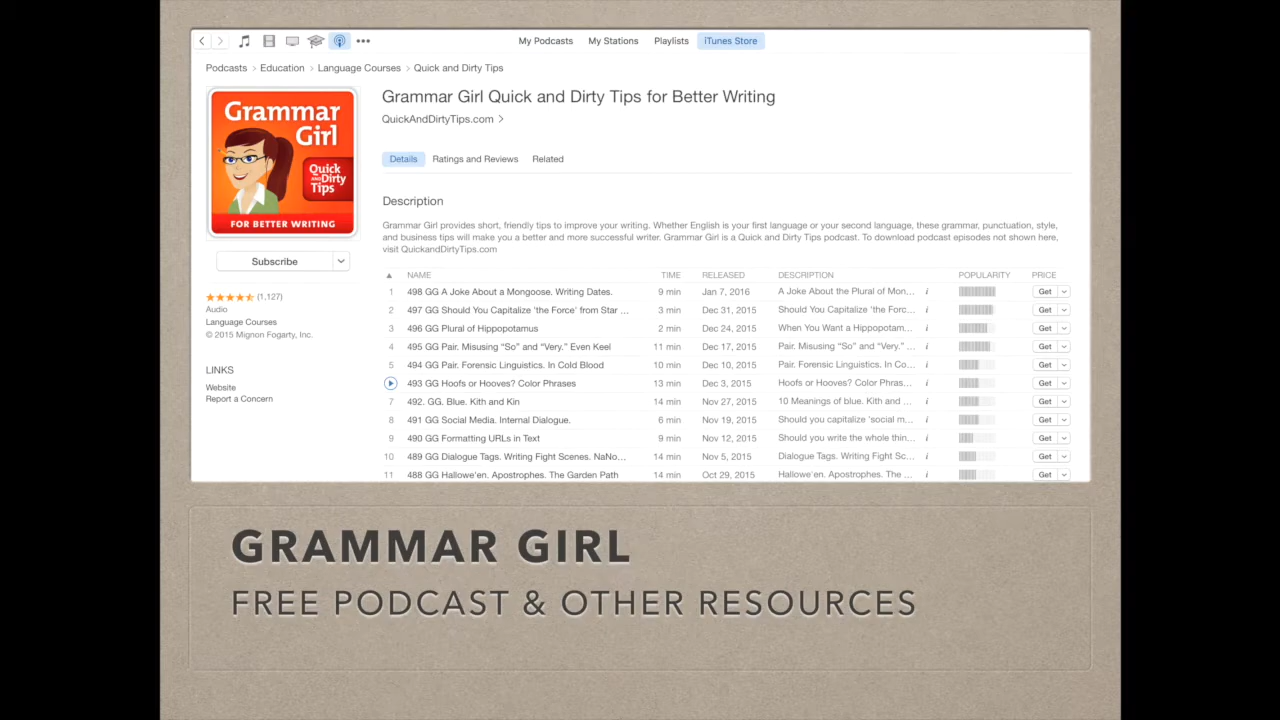 My Podcasts My Stations Playlists iTunes Store
Podcasts > Education > Language Courses > Quick and Dirty Tips
Grammar Girl
Quick AND Dirty Tips
FOR BETTER WRITING
Subscribe
(1,127)
Audio
Language Courses
© 2015 Mignon Fogarty, Inc.
LINKS
Website
Report a Concern
Grammar Girl Quick and Dirty Tips for Better Writing
QuickAndDirtyTips.com >
Details Ratings and Reviews Related
Description
Grammar Girl provides short, friendly tips to improve your writing. Whether English is your first language or your second language, these grammar, punctuation, style,
and business tips will make you a better and more successful writer. Grammar Girl is a Quick and Dirty Tips podcast. To download podcast episodes not shown here,
visit QuickandDirtyTips.com
NAME TIME RELEASED DESCRIPTION POPULARITY PRICE
1 498 GG A Joke About a Mongoose. Writing Dates. 9 min Jan 7, 2016 A Joke About the Plural of Mon... i Get
2 497 GG Should You Capitalize 'the Force' from Star ... 3 min Dec 31, 2015 Should You Capitalize 'the Forc... i Get
3 496 GG Plural of Hippopotamus 2 min Dec 24, 2015 When You Want a Hippopotam... i Get
4 495 GG Pair. Misusing “So” and “Very.” Even Keel 11 min Dec 17, 2015 Pair. Misusing “So” and “Very.” ... i Get
5 494 GG Pair. Forensic Linguistics. In Cold Blood 10 min Dec 10, 2015 Pair. Forensic Linguistics. In Co... i Get
493 GG Hoofs or Hooves? Color Phrases 13 min Dec 3, 2015 Hoofs or Hooves? Color Phras... i Get
7 492. GG. Blue. Kith and Kin 14 min Nov 27, 2015 10 Meanings of blue. Kith and ... i Get
8 491 GG Social Media. Internal Dialogue. 6 min Nov 19, 2015 Should you capitalize 'social m... i Get
9 490 GG Formatting URLs in Text 9 min Nov 12, 2015 Should you write the whole thin... i Get
10 489 GG Dialogue Tags. Writing Fight Scenes. NaNo... 14 min Nov 5, 2015 Dialogue Tags. Writing Fight Sc... i Get
11 488 GG Hallowe'en. Apostrophes. The Garden Path 14 min Oct 29, 2015 Hallowe'en. Apostrophes. The ... i Get
GRAMMAR GIRL
FREE PODCAST & OTHER RESOURCES